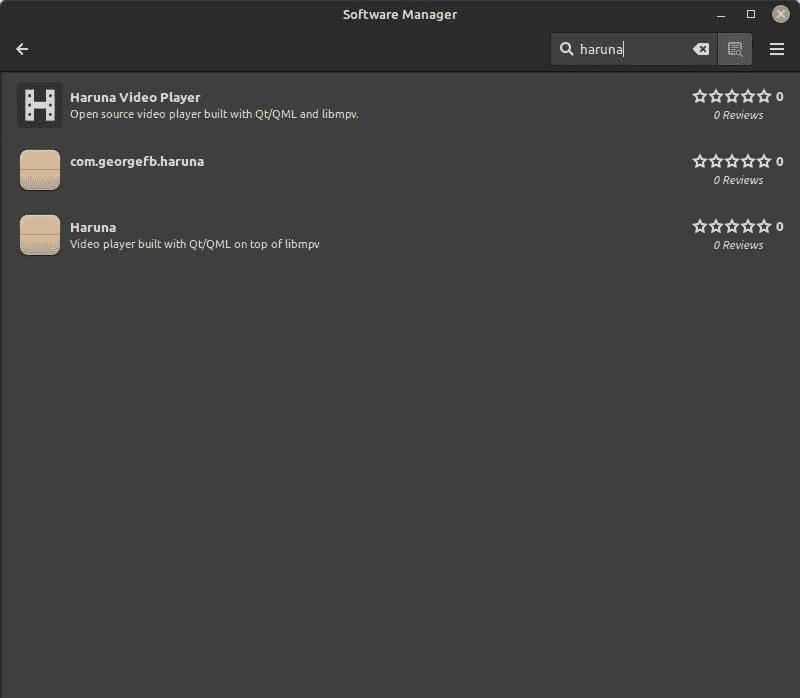 Software Manager
haruna
Haruna Video Player
Open source video player built with Qt/QML and libmpv.
0
0 Reviews
com.georgefb.haruna
0
0 Reviews
Haruna
Video player built with Qt/QML on top of libmpv
0
0 Reviews